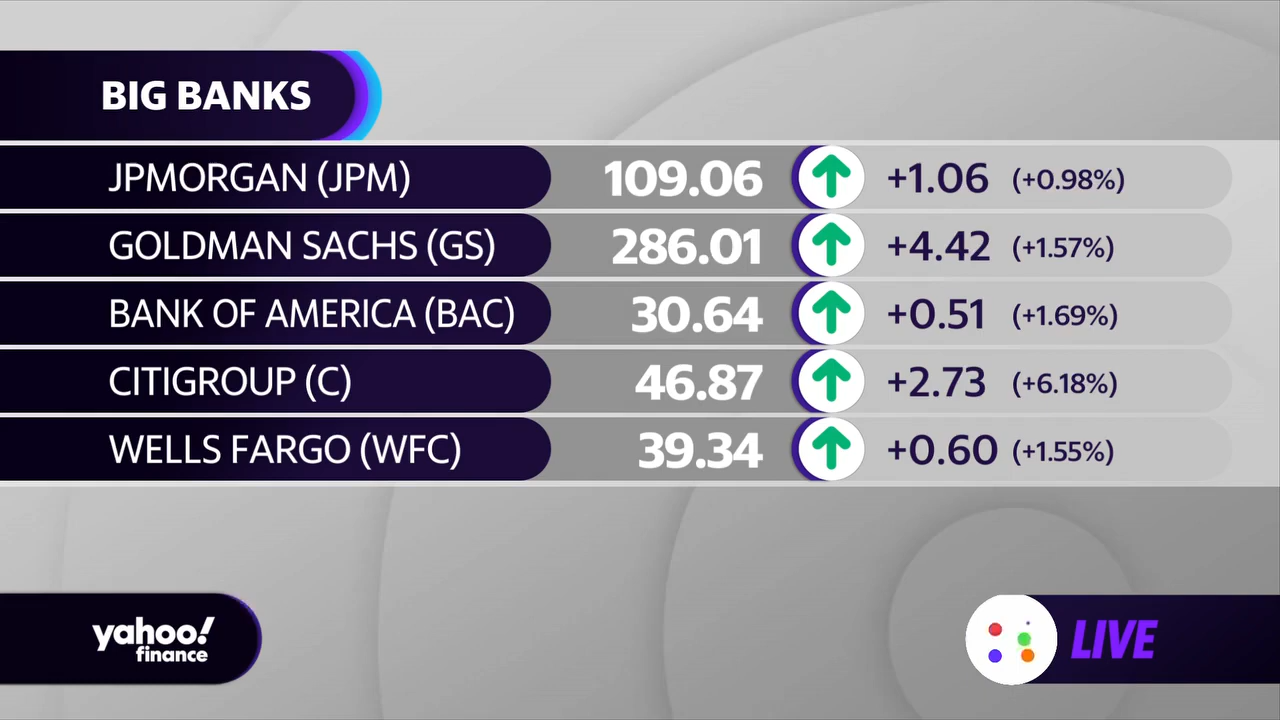 BIG BANKS
JPMORGAN (JPM) 109.06 +1.06 (+0.98%)
GOLDMAN SACHS (GS) 286.01 +4.42 (+1.57%)
BANK OF AMERICA (BAC) 30.64 +0.51 (+1.69%)
CITIGROUP (C) 46.87 +2.73 (+6.18%)
WELLS FARGO (WFC) 39.34 +0.60 (+1.55%)
yahoo! LIVE
finance